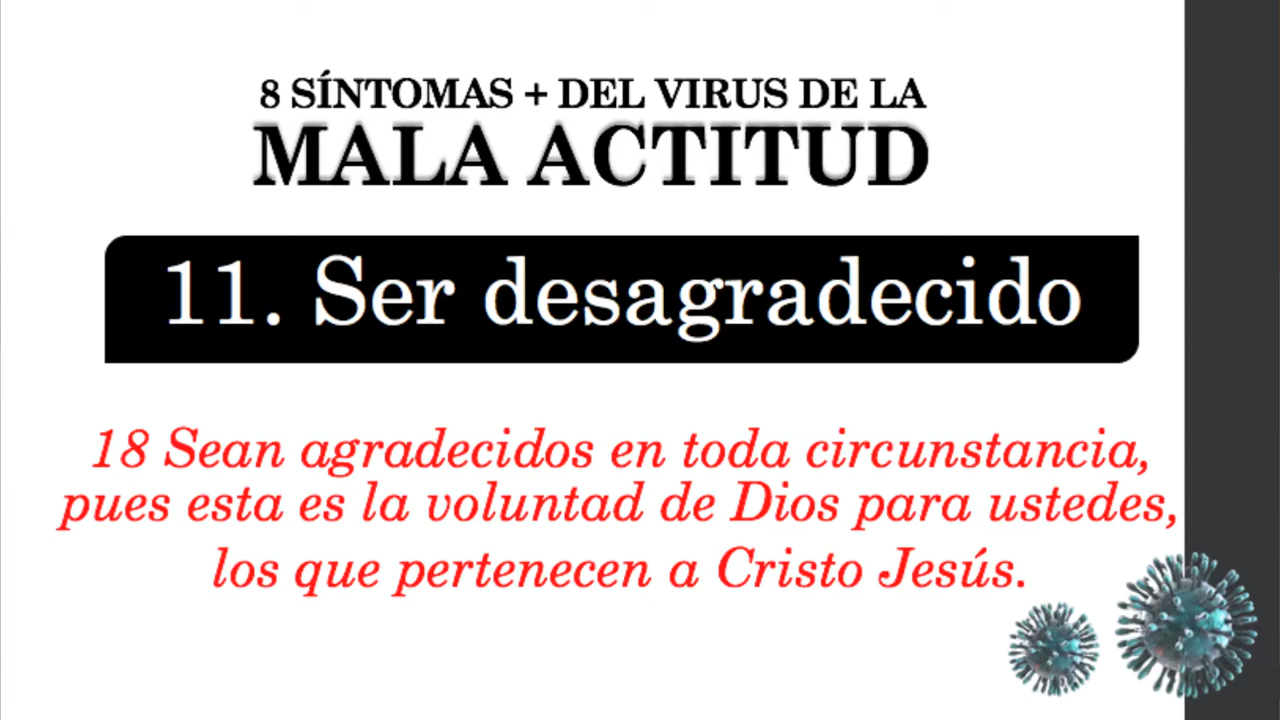 8 SÍNTOMAS + DEL VIRUS DE LA
MALA ACTITUD
11. Ser desagradecido
18 Sean agradecidos en toda circunstancia,
pues esta es la voluntad de Dios para ustedes,
los que pertenecen a Cristo Jesús.